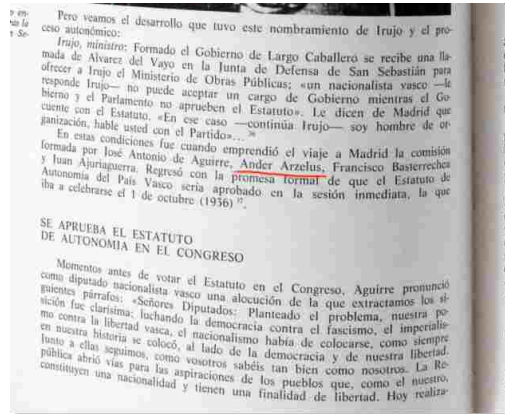 o en-
nto la
n Se-
Pero veamos el desarrollo que tuvo este nombramiento de Irujo y el pro-
ceso autonómico:
Irujo, ministro: Formado el Gobierno de Largo Caballero se recibe una lla-
mada de Alvarez del Vayo en la Junta de Defensa de San Sebastián para
ofrecer a Irujo el Ministerio de Obras Públicas; «un nacionalista vasco —le
responde Irujo— no puede aceptar un cargo de Gobierno mientras el Go-
bierno y el Parlamento no aprueben el Estatuto». Le dicen de Madrid que
cuente con el Estatuto. «En ese caso —continúa Irujo— soy hombre de or-
ganización, hable usted con el Partido»...
En estas condiciones fue cuando emprendió el viaje a Madrid la comisión
formada por José Antonio de Aguirre, Ander Arzelus, Francisco Basterrechea
y Juan Ajuriaguerra. Regresó con la promesa formal de que el Estatuto de
Autonomía del País Vasco sería aprobado en la sesión inmediata, la que
iba a celebrarse el 1 de octubre (1936)
SE APRUEBA EL ESTATUTO
DE AUTONOMIA EN EL CONGRESO
Momentos antes de votar el Estatuto en el Congreso, Aguirre pronunció
como diputado nacionalista vasco una alocución de la que extractamos los si-
guientes párrafos: «Señores Diputados: Planteado el problema, nuestra po-
sición fue clarísima: luchando la democracia contra el fascismo, el imperialis-
mo contra la libertad vasca, el nacionalismo había de colocarse, como siempre
en nuestra historia se colocó, al lado de la democracia y de nuestra libertad.
Junto a ellas seguimos, como vosotros sabéis tan bien como nosotros. La Re-
pública abrió vías para las aspiraciones de los pueblos que, como el nuestro,
constituyen una nacionalidad y tienen una finalidad de libertad. Hoy realiza-